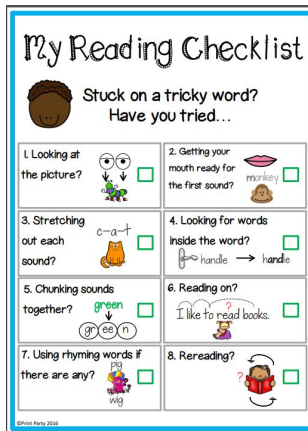 My Reading Checklist
Stuck on a tricky word?
Have you tried...
1. Looking at
the picture?
2. Getting your
mouth ready for
the first sound?
monkey
3. Stretching
out each
sound?
c-a-t
4. Looking for words
inside the word?
handle → handle
5. Chunking sounds
together?
green
gr ee n
6. Reading on?
?
I like to read books.
7. Using rhyming words if
there are any?
pig
wig
8. Rereading?
?
©Print Party 2016